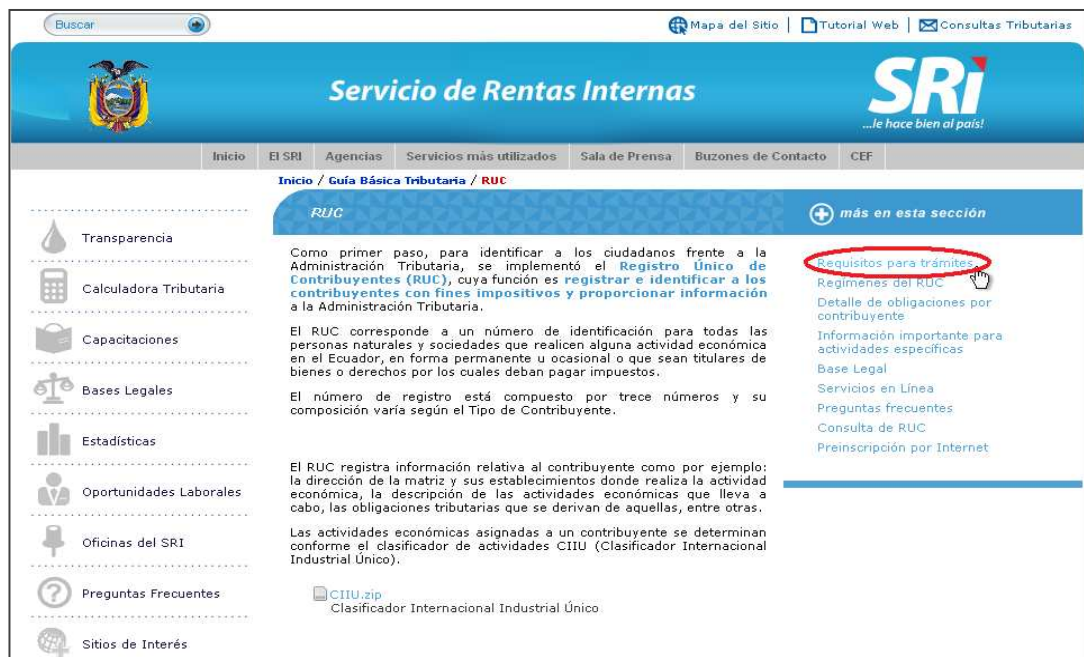 Buscar
Mapa del Sitio | Tutorial Web | Consultas Tributarias
Servicio de Rentas Internas
SRi
...le hace bien al país!
Inicio El SRI Agencias Servicios más utilizados Sala de Prensa Buzones de Contacto CEF
Inicio / Guía Básica Tributaria / RUC
Transparencia
Calculadora Tributaria
Capacitaciones
Bases Legales
Estadísticas
Oportunidades Laborales
Oficinas del SRI
Preguntas Frecuentes
Sitios de Interés
RUC
Como primer paso, para identificar a los ciudadanos frente a la
Administración Tributaria, se implementó el Registro Único de
Contribuyentes (RUC), cuya función es registrar e identificar a los
contribuyentes con fines impositivos y proporcionar información
a la Administración Tributaria.
El RUC corresponde a un número de identificación para todas las
personas naturales y sociedades que realicen alguna actividad económica
en el Ecuador, en forma permanente u ocasional o que sean titulares de
bienes o derechos por los cuales deban pagar impuestos.
El número de registro está compuesto por trece números y su
composición varía según el Tipo de Contribuyente.
El RUC registra información relativa al contribuyente como por ejemplo:
la dirección de la matriz y sus establecimientos donde realiza la actividad
económica, la descripción de las actividades económicas que lleva a
cabo, las obligaciones tributarias que se derivan de aquellas, entre otras.
Las actividades económicas asignadas a un contribuyente se determinan
conforme el clasificador de actividades CIIU (Clasificador Internacional
Industrial Único).
CIIU.zip
Clasificador Internacional Industrial Único
más en esta sección
Requisitos para trámites
Regímenes del RUC
Detalle de obligaciones por
contribuyente
Información importante para
actividades específicas
Base Legal
Servicios en Línea
Preguntas frecuentes
Consulta de RUC
Preinscripción por Internet